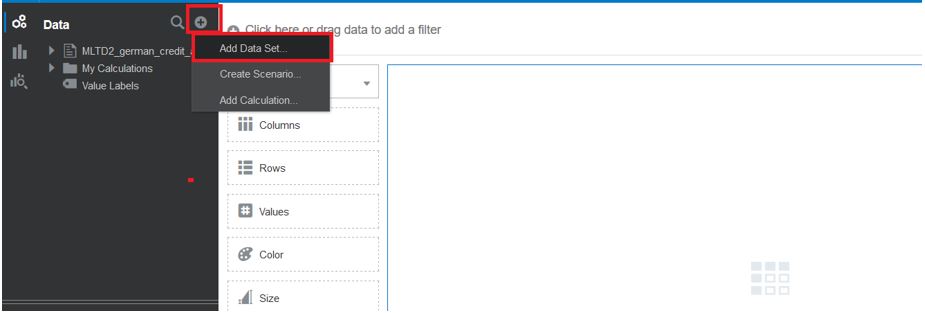 Data
Click here or drag data to add a filter
Add Data Set...
MLTD2_german_credit_
My Calculations
Create Scenario...
Value Labels
Add Calculation...
Columns
Rows
Values
Color
Size